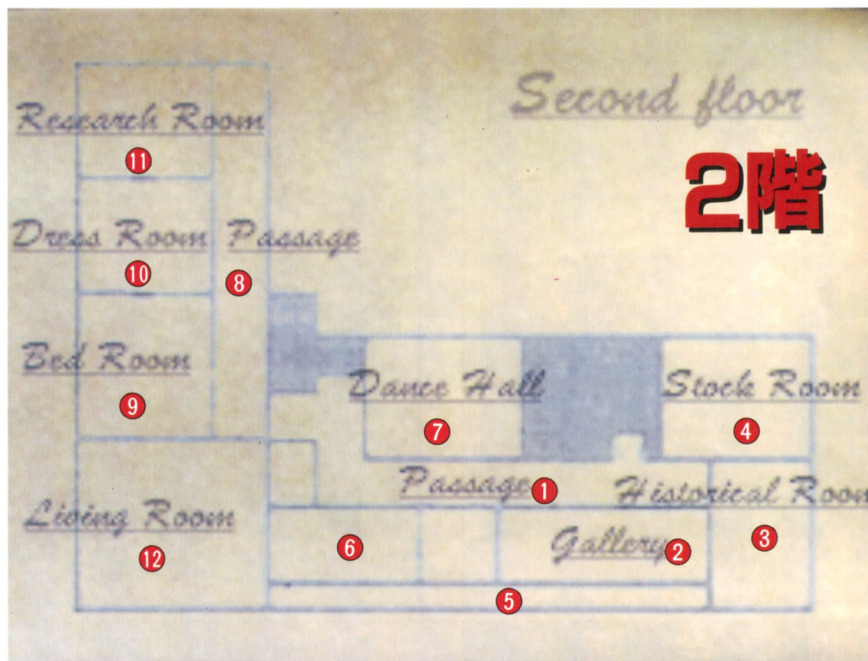 Second floor
2階
Research Room
11
Dress Room
10
Passage
8
Bed Room
9
Dance Hall
7
Stock Room
4
Passage 1
Historical Room
3
Living Room
12
6
Gallery 2
5